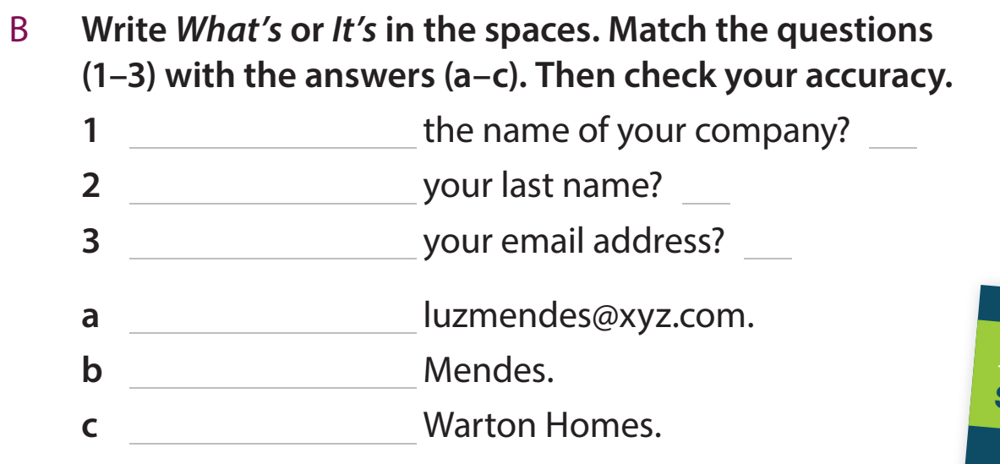 B Write What's or It's in the spaces. Match the questions
(1–3) with the answers (a–c). Then check your accuracy.
1 the name of your company?
2 your last name?
3 your email address?
a luzmendes@xyz.com.
b Mendes.
c Warton Homes.